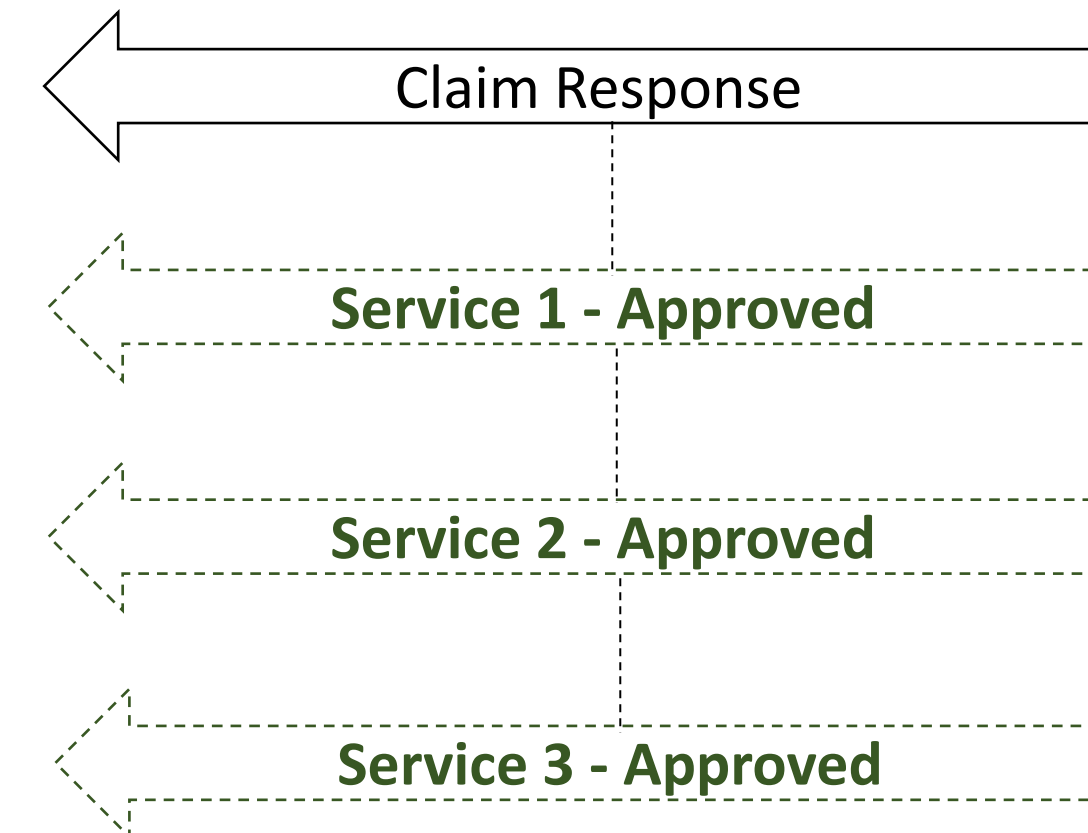 Claim Response
Service 1 - Approved
Service 2 - Approved
Service 3 - Approved